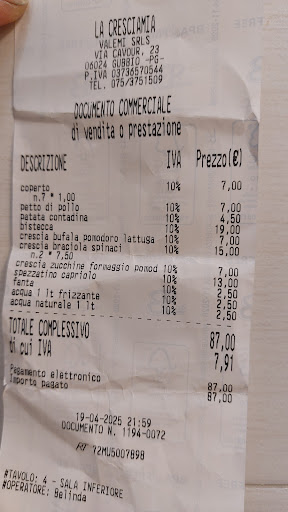 LA CRESCIAMIA
VALEMI SRLS
VIA CAVOUR, 23
06024 GUBBIO -PG-
P.IVA 03736570544
TEL. 075/3751509
DOCUMENTO COMMERCIALE
di vendita o prestazione
DESCRIZIONE IVA Prezzo(€)
coperto 10% 7,00
n.7 * 1,00
petto di pollo 10% 7,00
patata contadina 10% 4,50
bistecca 10% 19,00
crescia bufala pomodoro lattuga 10% 7,00
crescia braciola spinaci 10% 15,00
n.2 * 7,50
crescia zucchine formaggio pomod 10% 7,00
spezzatino capriolo 10% 13,00
fanta 10% 2,50
acqua 1 lt frizzante 10% 2,50
acqua naturale 1 lt 10% 2,50
TOTALE COMPLESSIVO 87,00
di cui IVA 7,91
Pagamento elettronico 87,00
Importo pagato 87,00
19-04-2025 21:59
DOCUMENTO N. 1194-0072
RT 72MU5007898
#TAVOLO: 4 - SALA INFERIORE
#OPERATORE: Belinda